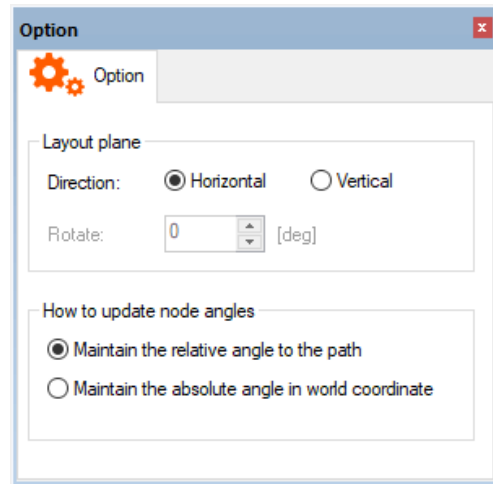 Option
x
Option
Layout plane
Direction: Horizontal Vertical
Rotate: 0 [deg]
How to update node angles
Maintain the relative angle to the path
Maintain the absolute angle in world coordinate